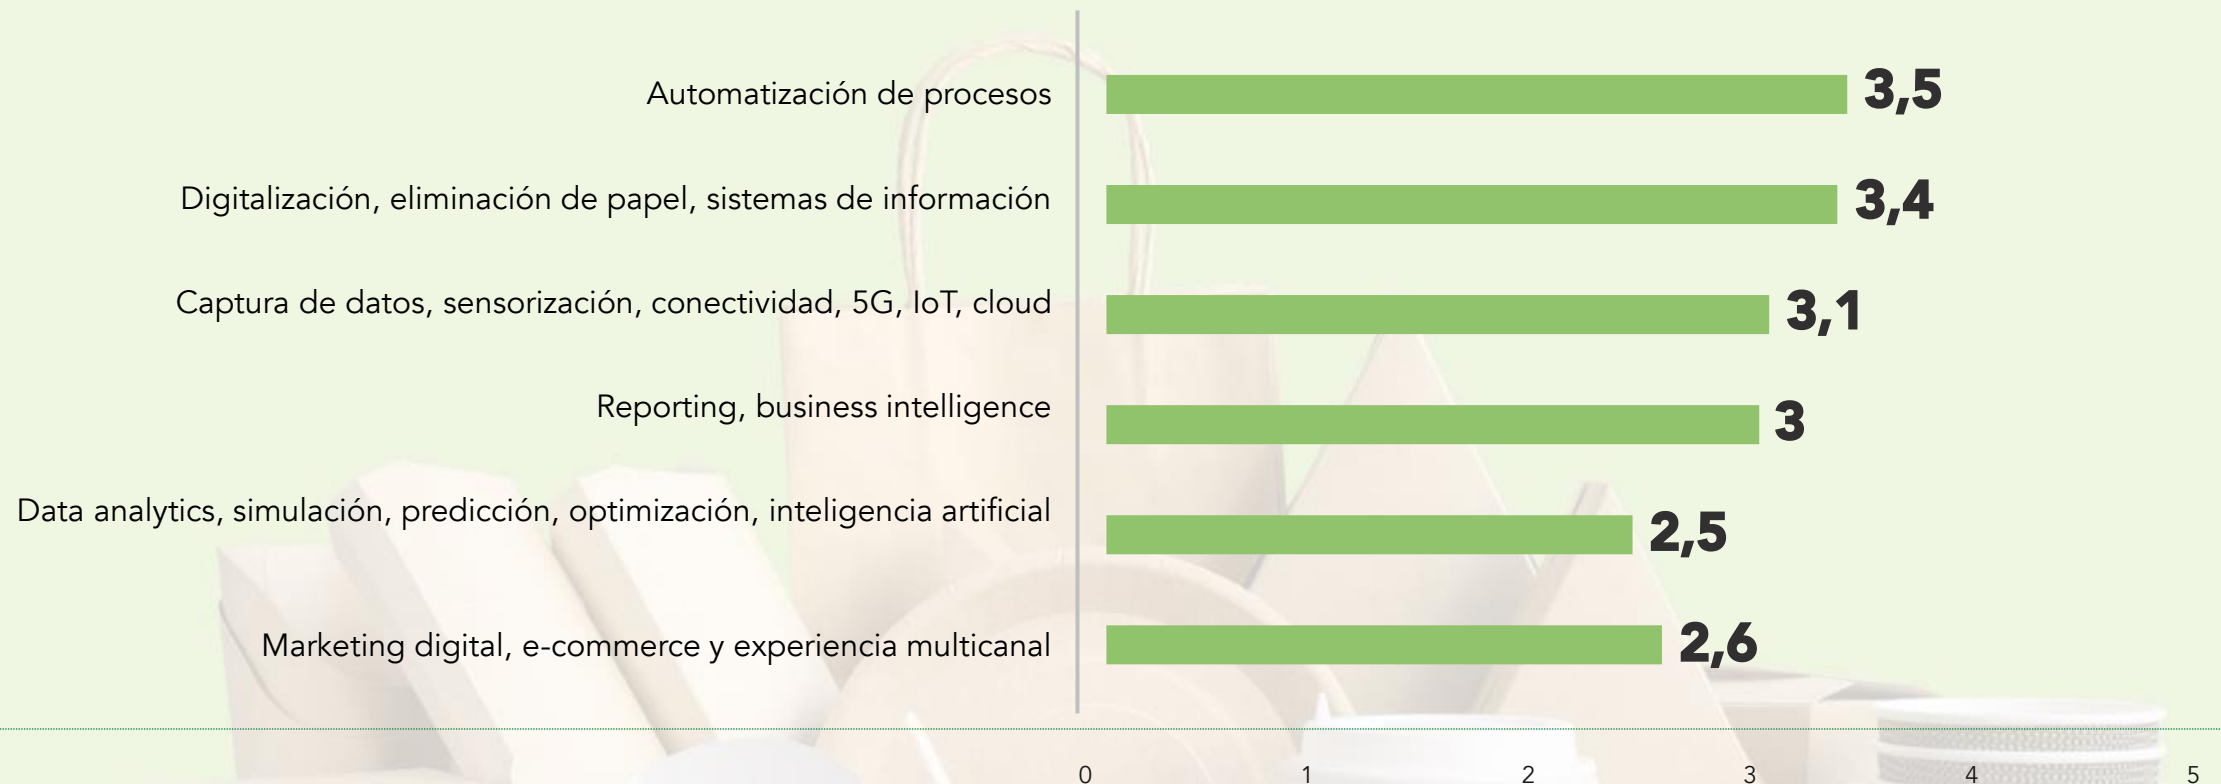 Automatización de procesos 3,5
Digitalización, eliminación de papel, sistemas de información 3,4
Captura de datos, sensorización, conectividad, 5G, IoT, cloud 3,1
Reporting, business intelligence 3
Data analytics, simulación, predicción, optimización, inteligencia artificial 2,5
Marketing digital, e-commerce y experiencia multicanal 2,6
0 1 2 3 4 5